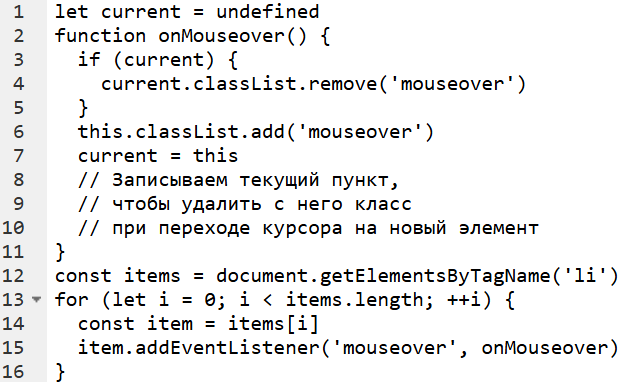 1 let current = undefined
2 function onMouseover() {
3   if (current) {
4     current.classList.remove('mouseover')
5   }
6   this.classList.add('mouseover')
7   current = this
8   // Записываем текущий пункт,
9   // чтобы удалить с него класс
10   // при переходе курсора на новый элемент
11 }
12 const items = document.getElementsByTagName('li')
13 for (let i = 0; i < items.length; ++i) {
14   const item = items[i]
15   item.addEventListener('mouseover', onMouseover)
16 }